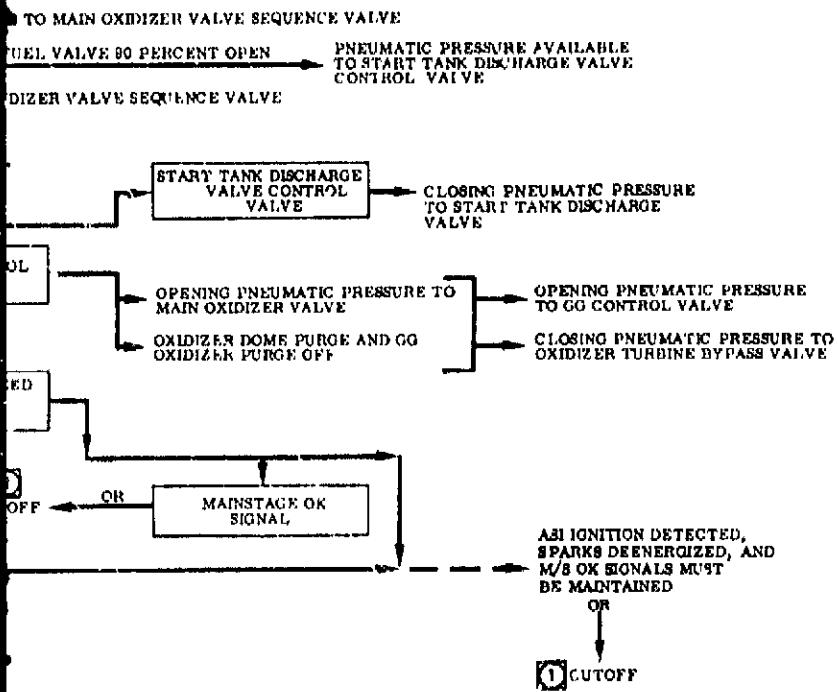 TO MAIN OXIDIZER VALVE SEQUENCE VALVE
FUEL VALVE 90 PERCENT OPEN
PNEUMATIC PRESSURE AVAILABLE
TO START TANK DISCHARGE VALVE
CONTROL VALVE
DIZER VALVE SEQUENCE VALVE
START TANK DISCHARGE
VALVE CONTROL
VALVE
CLOSING PNEUMATIC PRESSURE
TO START TANK DISCHARGE
VALVE
OL
OPENING PNEUMATIC PRESSURE TO
MAIN OXIDIZER VALVE
OXIDIZER DOME PURGE AND GG
OXIDIZER PURGE OFF
OPENING PNEUMATIC PRESSURE
TO GG CONTROL VALVE
CLOSING PNEUMATIC PRESSURE TO
OXIDIZER TURBINE BYPASS VALVE
ED
OFF
OR
MAINSTAGE OK
SIGNAL
ASI IGNITION DETECTED,
SPARKS DEENERGIZED, AND
M/S OK SIGNALS MUST
BE MAINTAINED
OR
1 CUTOFF